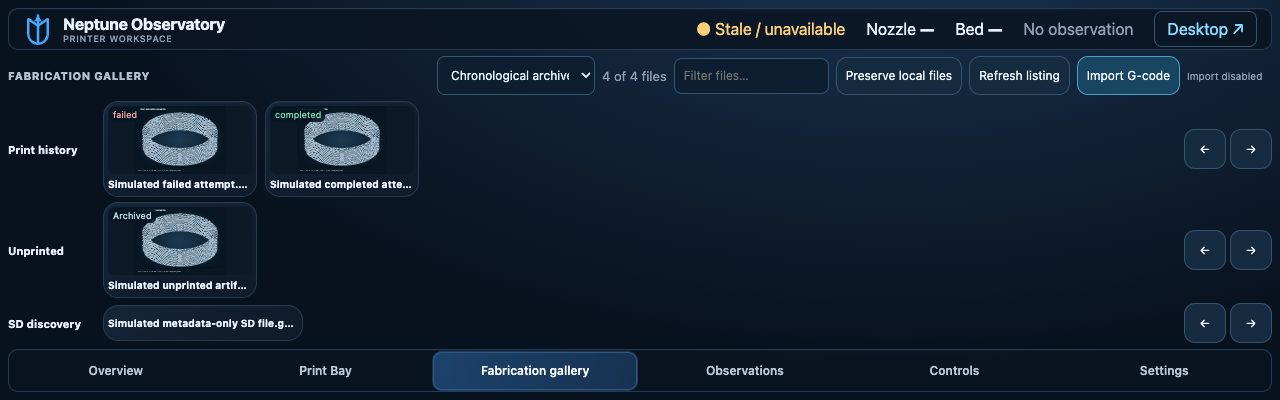 Neptune Observatory
PRINTER WORKSPACE
Stale / unavailable
Nozzle —
Bed —
No observation
Desktop ↗
FABRICATION GALLERY
Chronological archive
4 of 4 files
Filter files...
Preserve local files
Refresh listing
Import G-code
Import disabled
Print history
failed
Simulated failed attempt....
completed
Simulated completed atte...
← →
Unprinted
Archived
Simulated unprinted artif...
← →
SD discovery
Simulated metadata-only SD file.g...
← →
Overview
Print Bay
Fabrication gallery
Observations
Controls
Settings